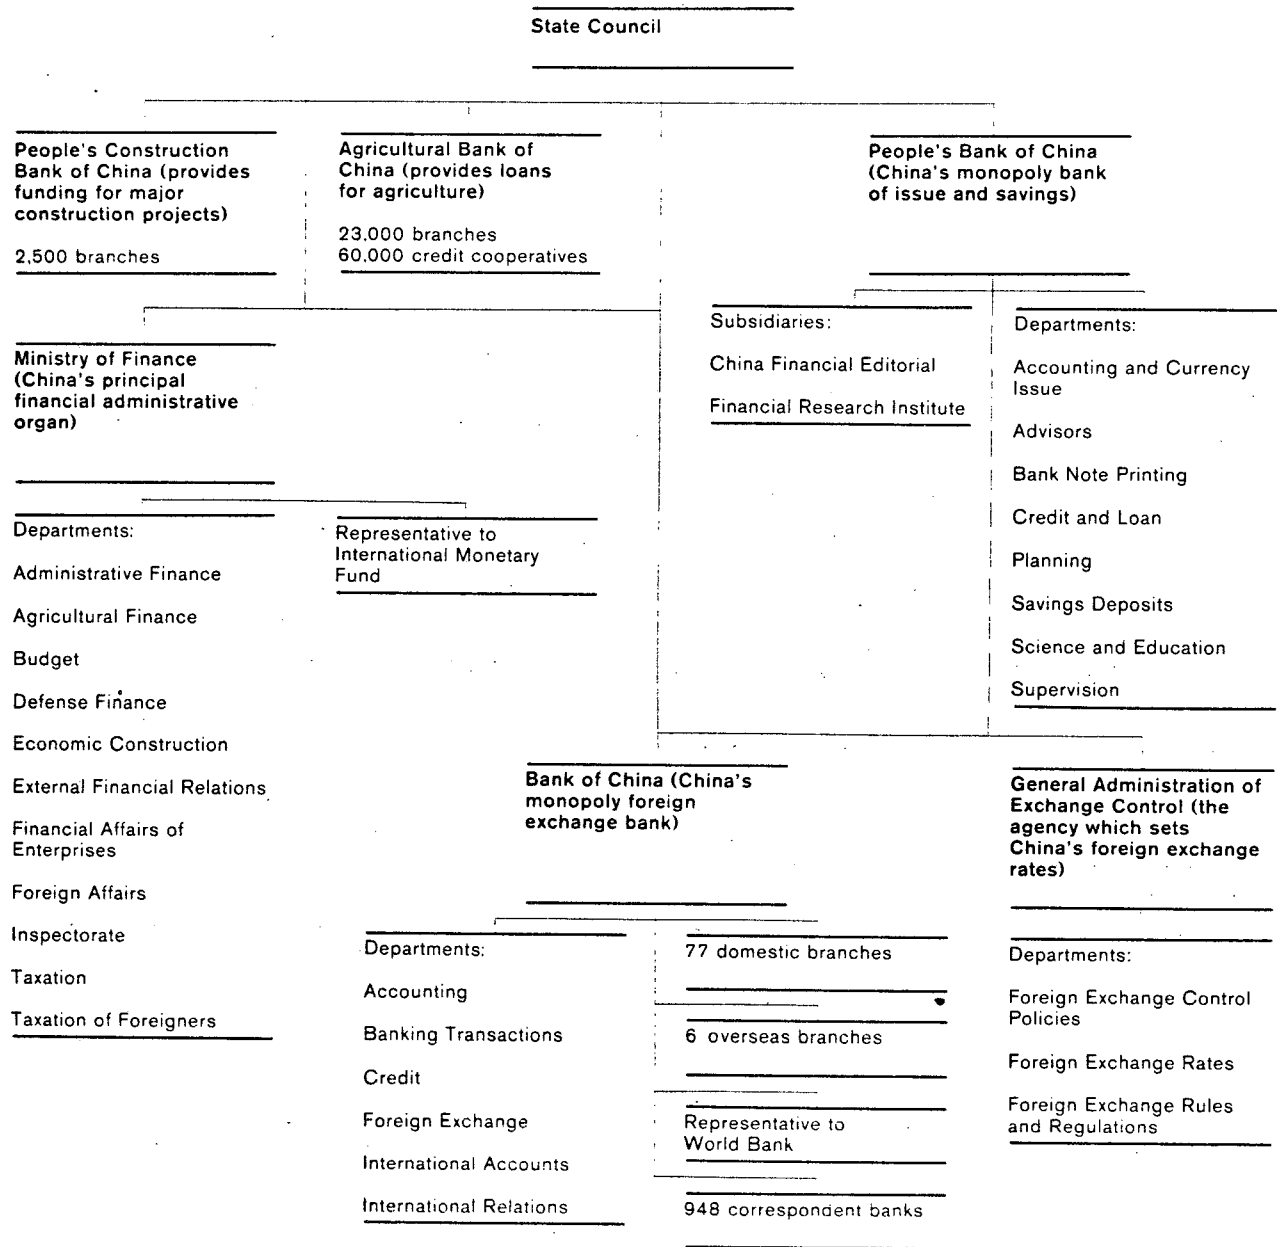 State Council
People's Construction
Bank of China (provides
funding for major
construction projects)
2,500 branches
Agricultural Bank of
China (provides loans
for agriculture)
23,000 branches
60,000 credit cooperatives
People's Bank of China
(China's monopoly bank
of issue and savings)
Subsidiaries:
China Financial Editorial
Financial Research Institute
Departments:
Accounting and Currency
Issue
Advisors
Bank Note Printing
Credit and Loan
Planning
Savings Deposits
Science and Education
Supervision
Ministry of Finance
(China's principal
financial administrative
organ)
Departments:
Administrative Finance
Agricultural Finance
Budget
Defense Finance
Economic Construction
External Financial Relations
Financial Affairs of
Enterprises
Foreign Affairs
Inspectorate
Taxation
Taxation of Foreigners
Representative to
International Monetary
Fund
Bank of China (China's
monopoly foreign
exchange bank)
Departments:
Accounting
Banking Transactions
Credit
Foreign Exchange
International Accounts
International Relations
77 domestic branches
6 overseas branches
Representative to
World Bank
948 correspondent banks
General Administration of
Exchange Control (the
agency which sets
China's foreign exchange
rates)
Departments:
Foreign Exchange Control
Policies
Foreign Exchange Rates
Foreign Exchange Rules
and Regulations